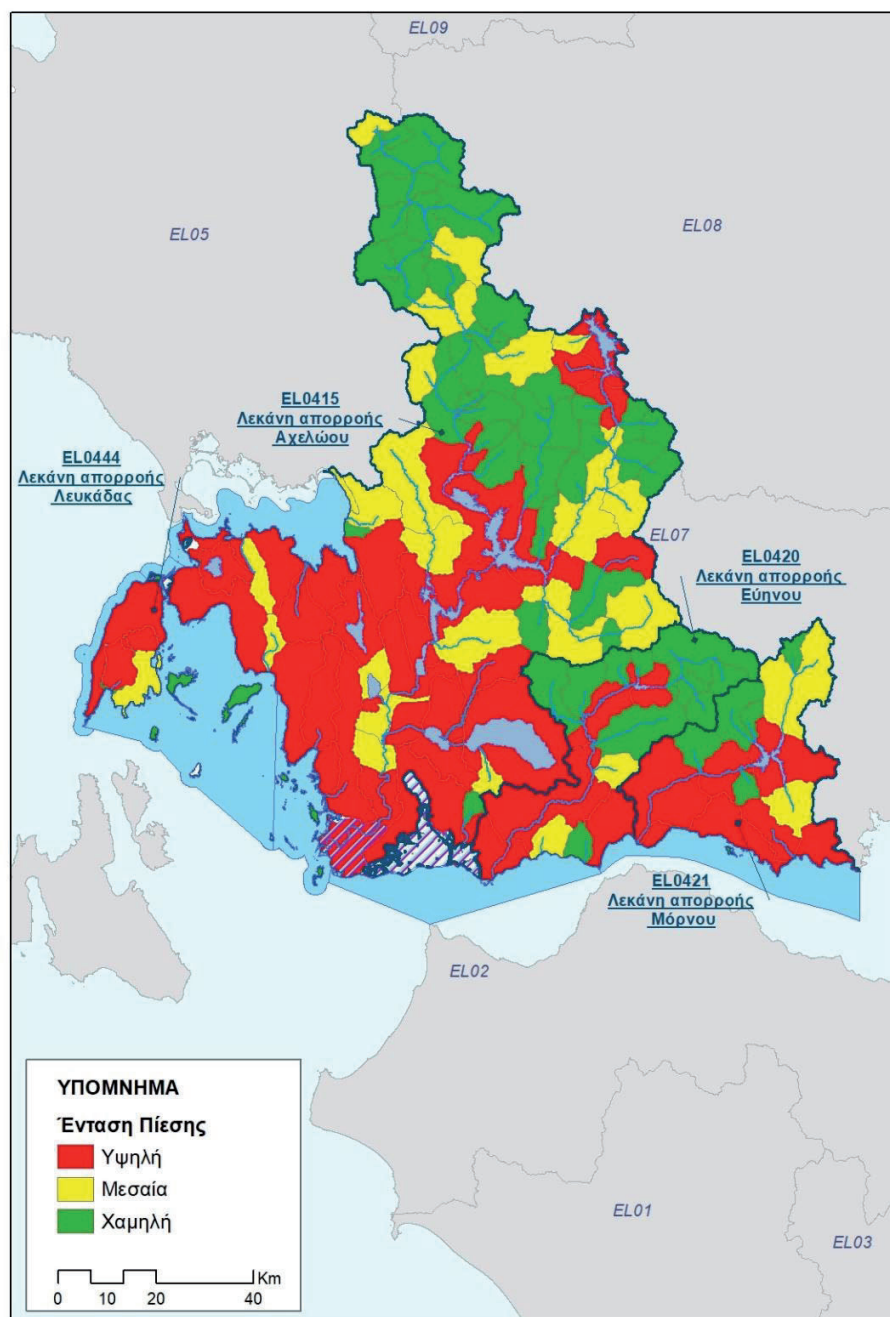 EL09
EL05
EL08
EL0415
Λεκάνη απορροής
Αχελώου
EL0444
Λεκάνη απορροής
Λευκάδας
EL07
EL0420
Λεκάνη απορροής
Εύηνου
EL0421
Λεκάνη απορροής
Μόρνου
EL02
ΥΠΟΜΝΗΜΑ
Ένταση Πίεσης
Υψηλή
Μεσαία
Χαμηλή
Km
0 10 20 40
EL01
EL03